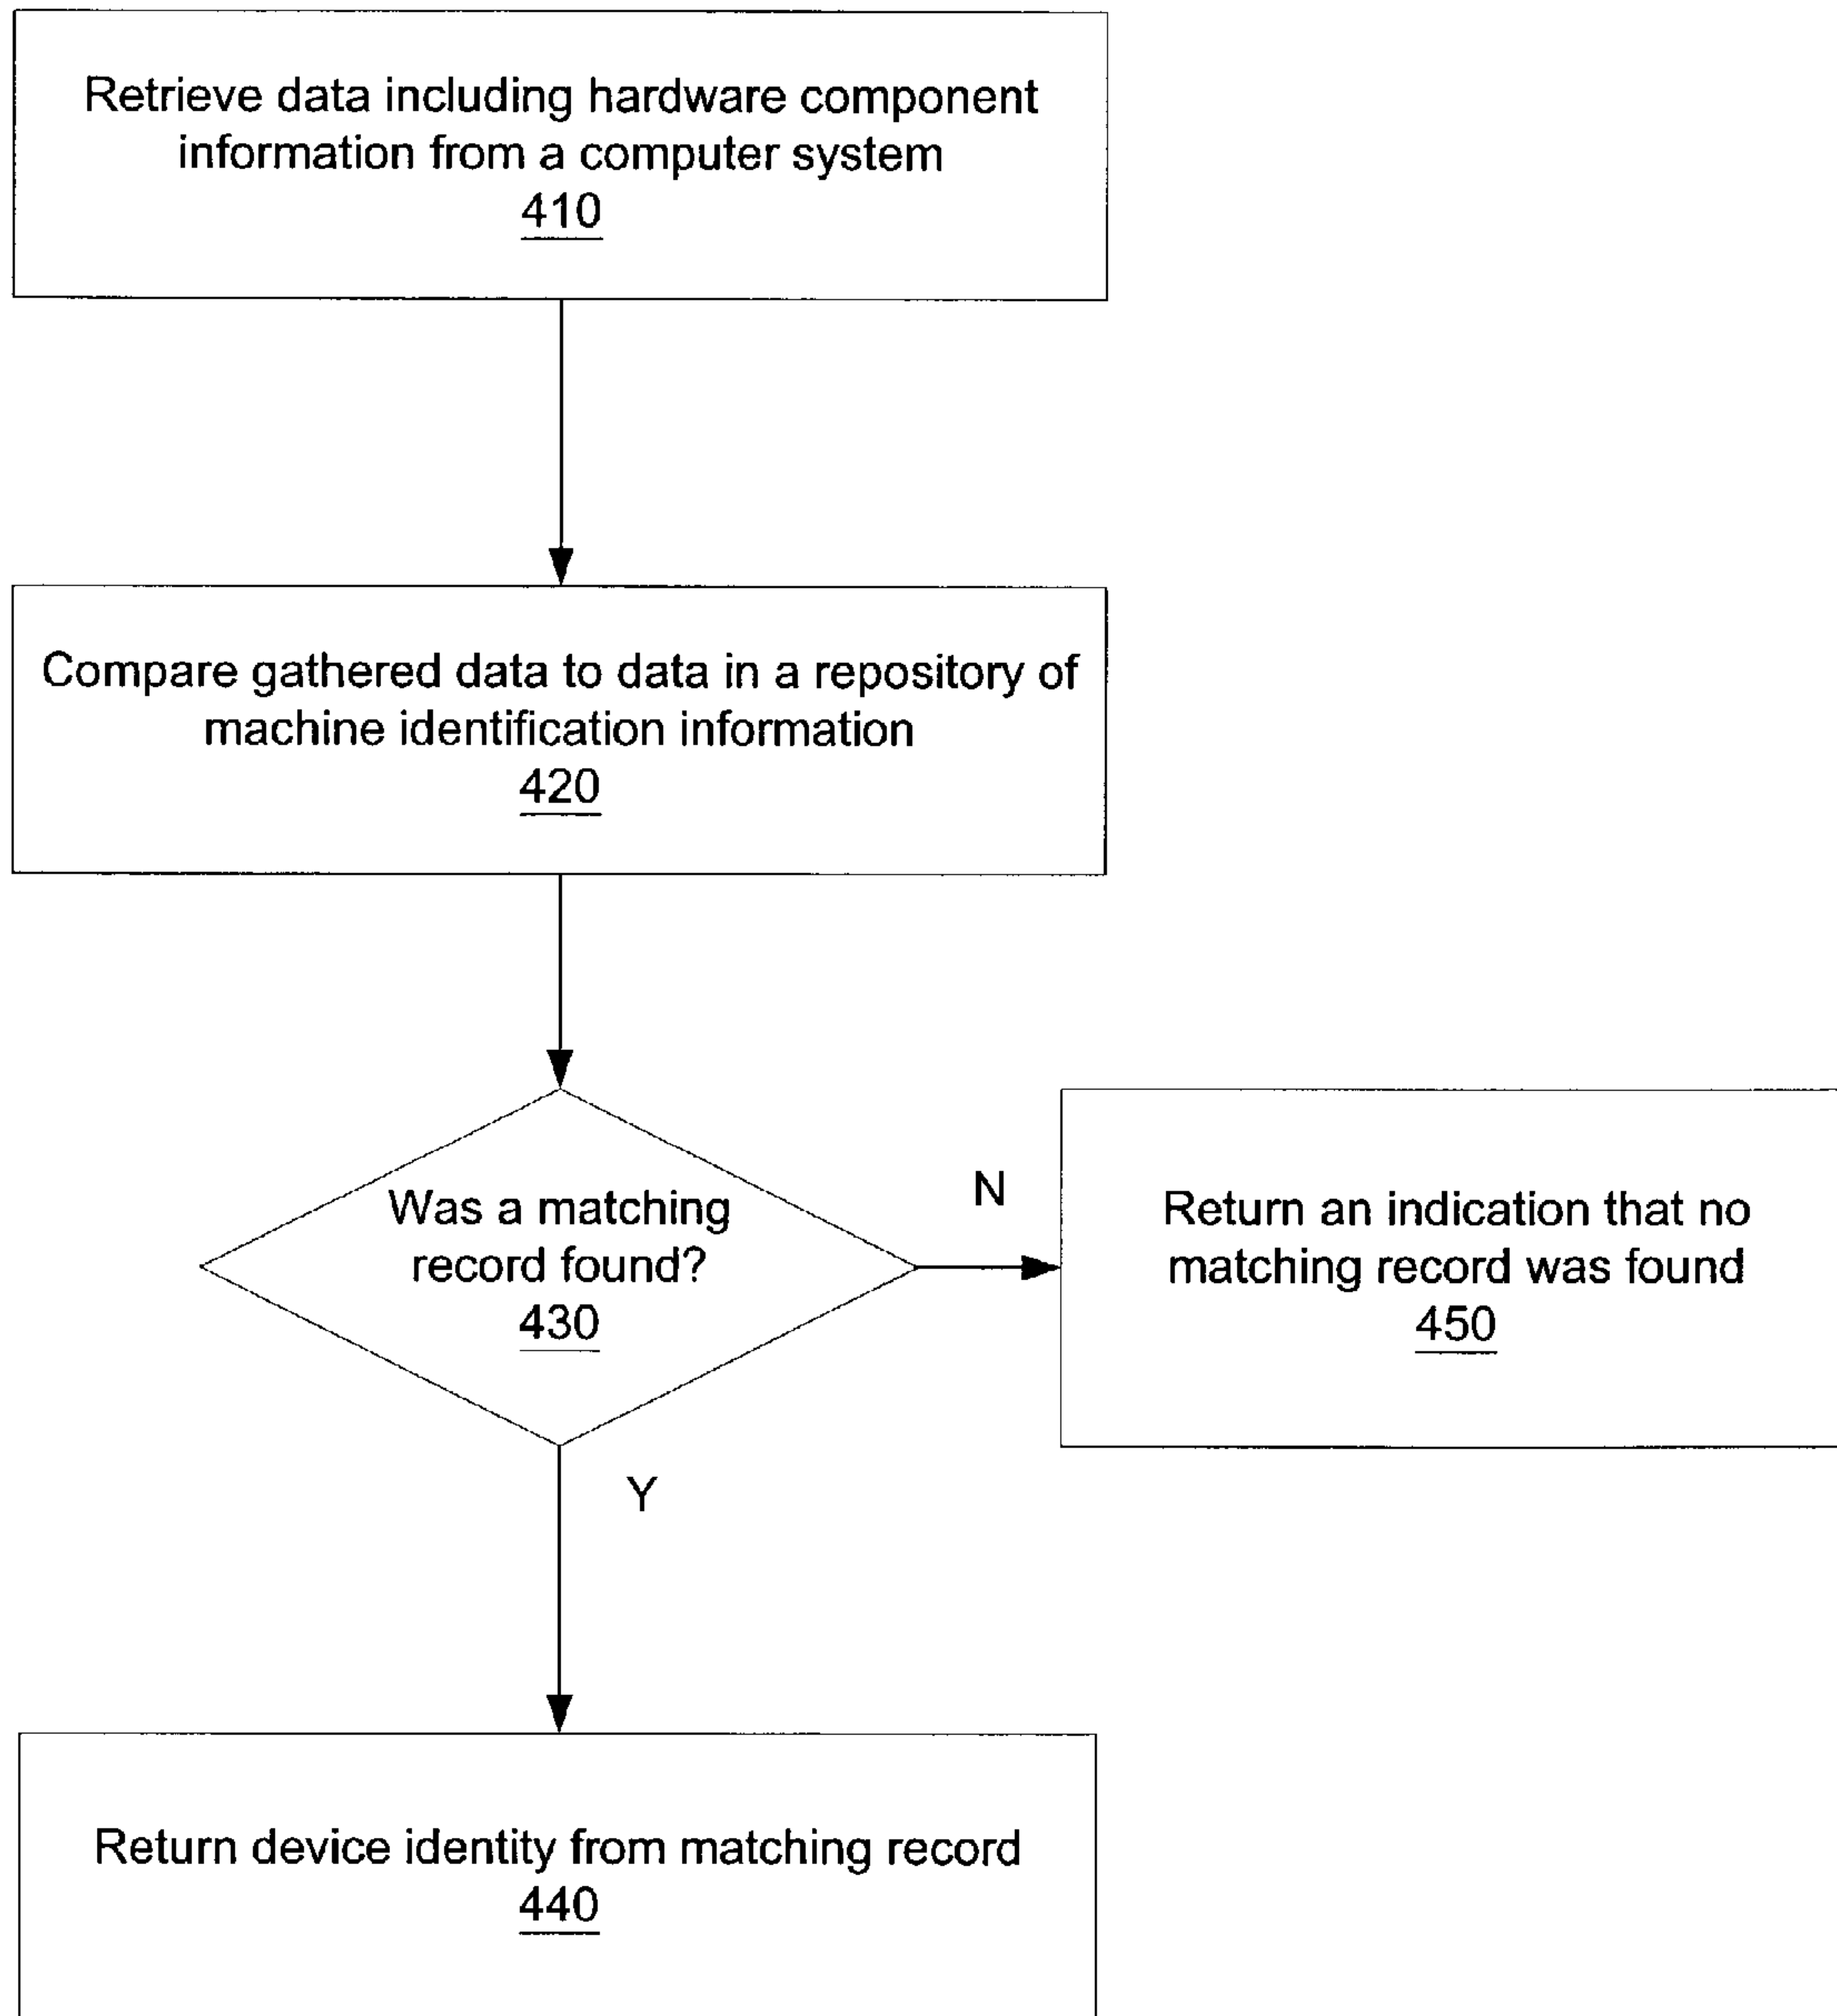 Retrieve data including hardware component
information from a computer system
410
Compare gathered data to data in a repository of
machine identification information
420
Was a matching
record found?
430
N
Return an indication that no
matching record was found
450
Y
Return device identity from matching record
440